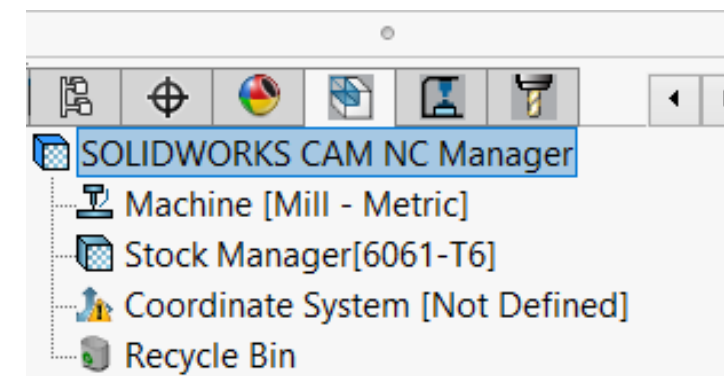 SOLIDWORKS CAM NC Manager
Machine [Mill - Metric]
Stock Manager[6061-T6]
Coordinate System [Not Defined]
Recycle Bin